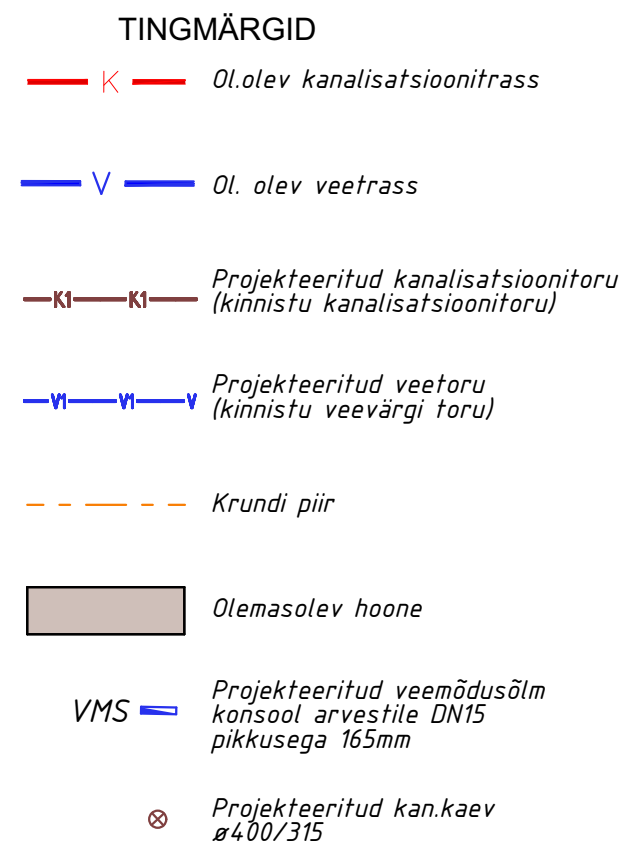 TINGMÄRGID
K Ol.olev kanalisatsioonitrass
V Ol. olev veetrass
K1 K1 Projekteeritud kanalisatsioonitoru
(kinnistu kanalisatsioonitoru)
V1 V1 V Projekteeritud veetoru
(kinnistu veevärgi toru)
Krundi piir
Olemasolev hoone
VMS Projekteeritud veemõdusõlm
konsool arvestile DN15
pikkusega 165mm
Projekteeritud kan.kaev
ø400/315